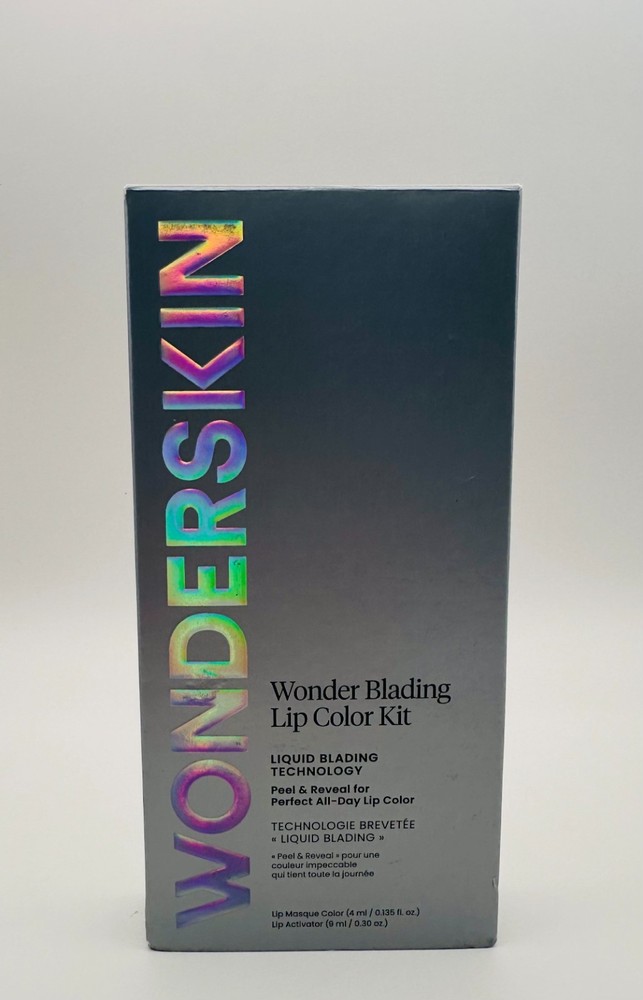 WONDERSKIN
Wonder Blading
Lip Color Kit
LIQUID BLADING
TECHNOLOGY
Peel & Reveal for
Perfect All-Day Lip Color
TECHNOLOGIE BREVETÉE
« LIQUID BLADING »
« Peel & Reveal » pour une
couleur impeccable
qui tient toute la journée
Lip Masque Color (4 ml / 0.135 fl. oz.)
Lip Activator (9 ml / 0.30 oz.)